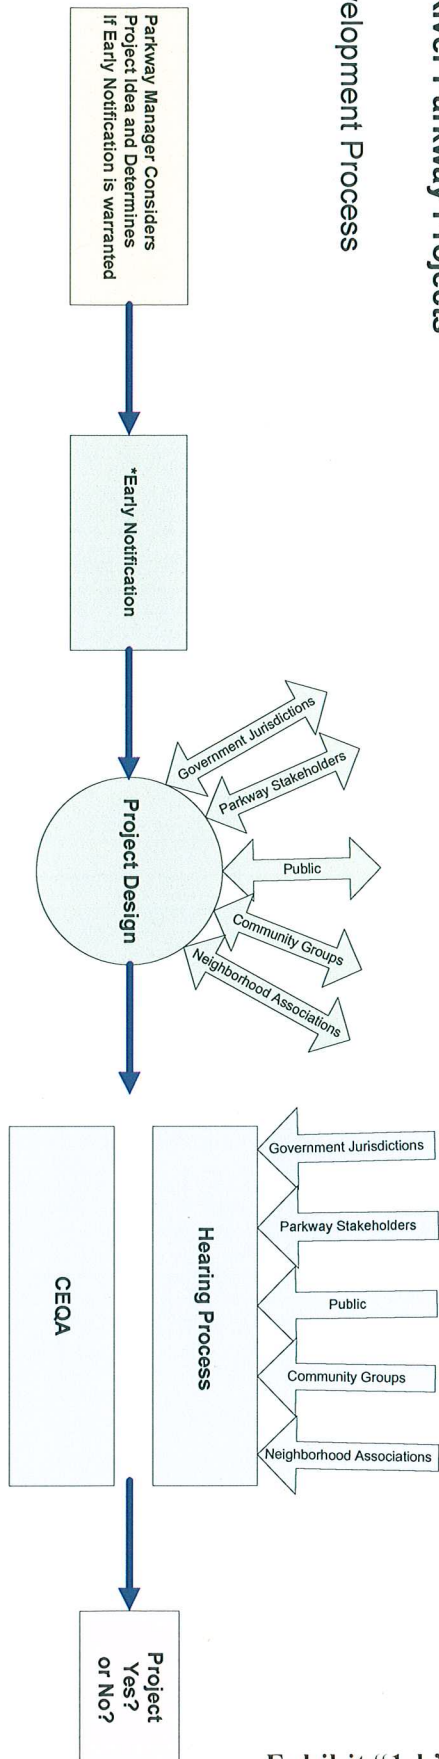 River Parkway Projects
velopment Process
Parkway Manager Considers
Project Idea and Determines
If Early Notification is warranted
*Early Notification
Project Design
Government Jurisdictions
Parkway Stakeholders
Public
Community Groups
Neighborhood Associations
Government Jurisdictions
Parkway Stakeholders
Public
Community Groups
Neighborhood Associations
Hearing Process
CEQA
Project
Yes?
or No?
Exhibit